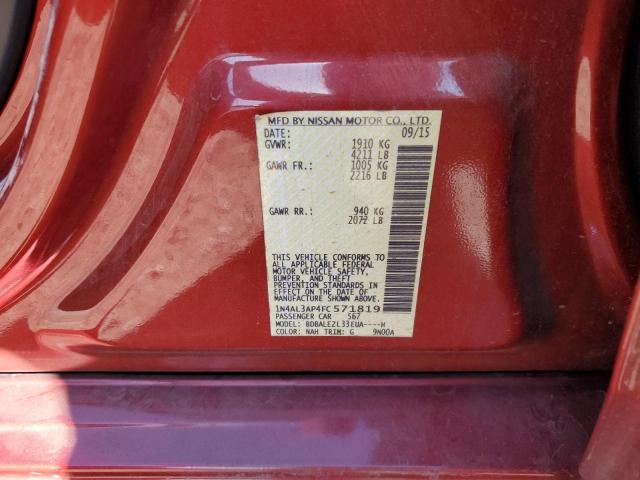 MFD BY NISSAN MOTOR CO., LTD.
DATE: 09/15
GVWR: 1910 KG
4211 LB
GAWR FR.: 1005 KG
2216 LB
GAWR RR.: 940 KG
2072 LB
THIS VEHICLE CONFORMS TO
ALL APPLICABLE FEDERAL
MOTOR VEHICLE SAFETY,
BUMPER, AND THEFT
PREVENTION STANDARDS IN
EFFECT ON THE DATE OF
MANUFACTURE SHOWN ABOVE.
1N4AL3AP4FC571819
PASSENGER CAR 567
MODEL: BDBALEZL33EUA----H
COLOR: NAH TRIM: G 9N00A